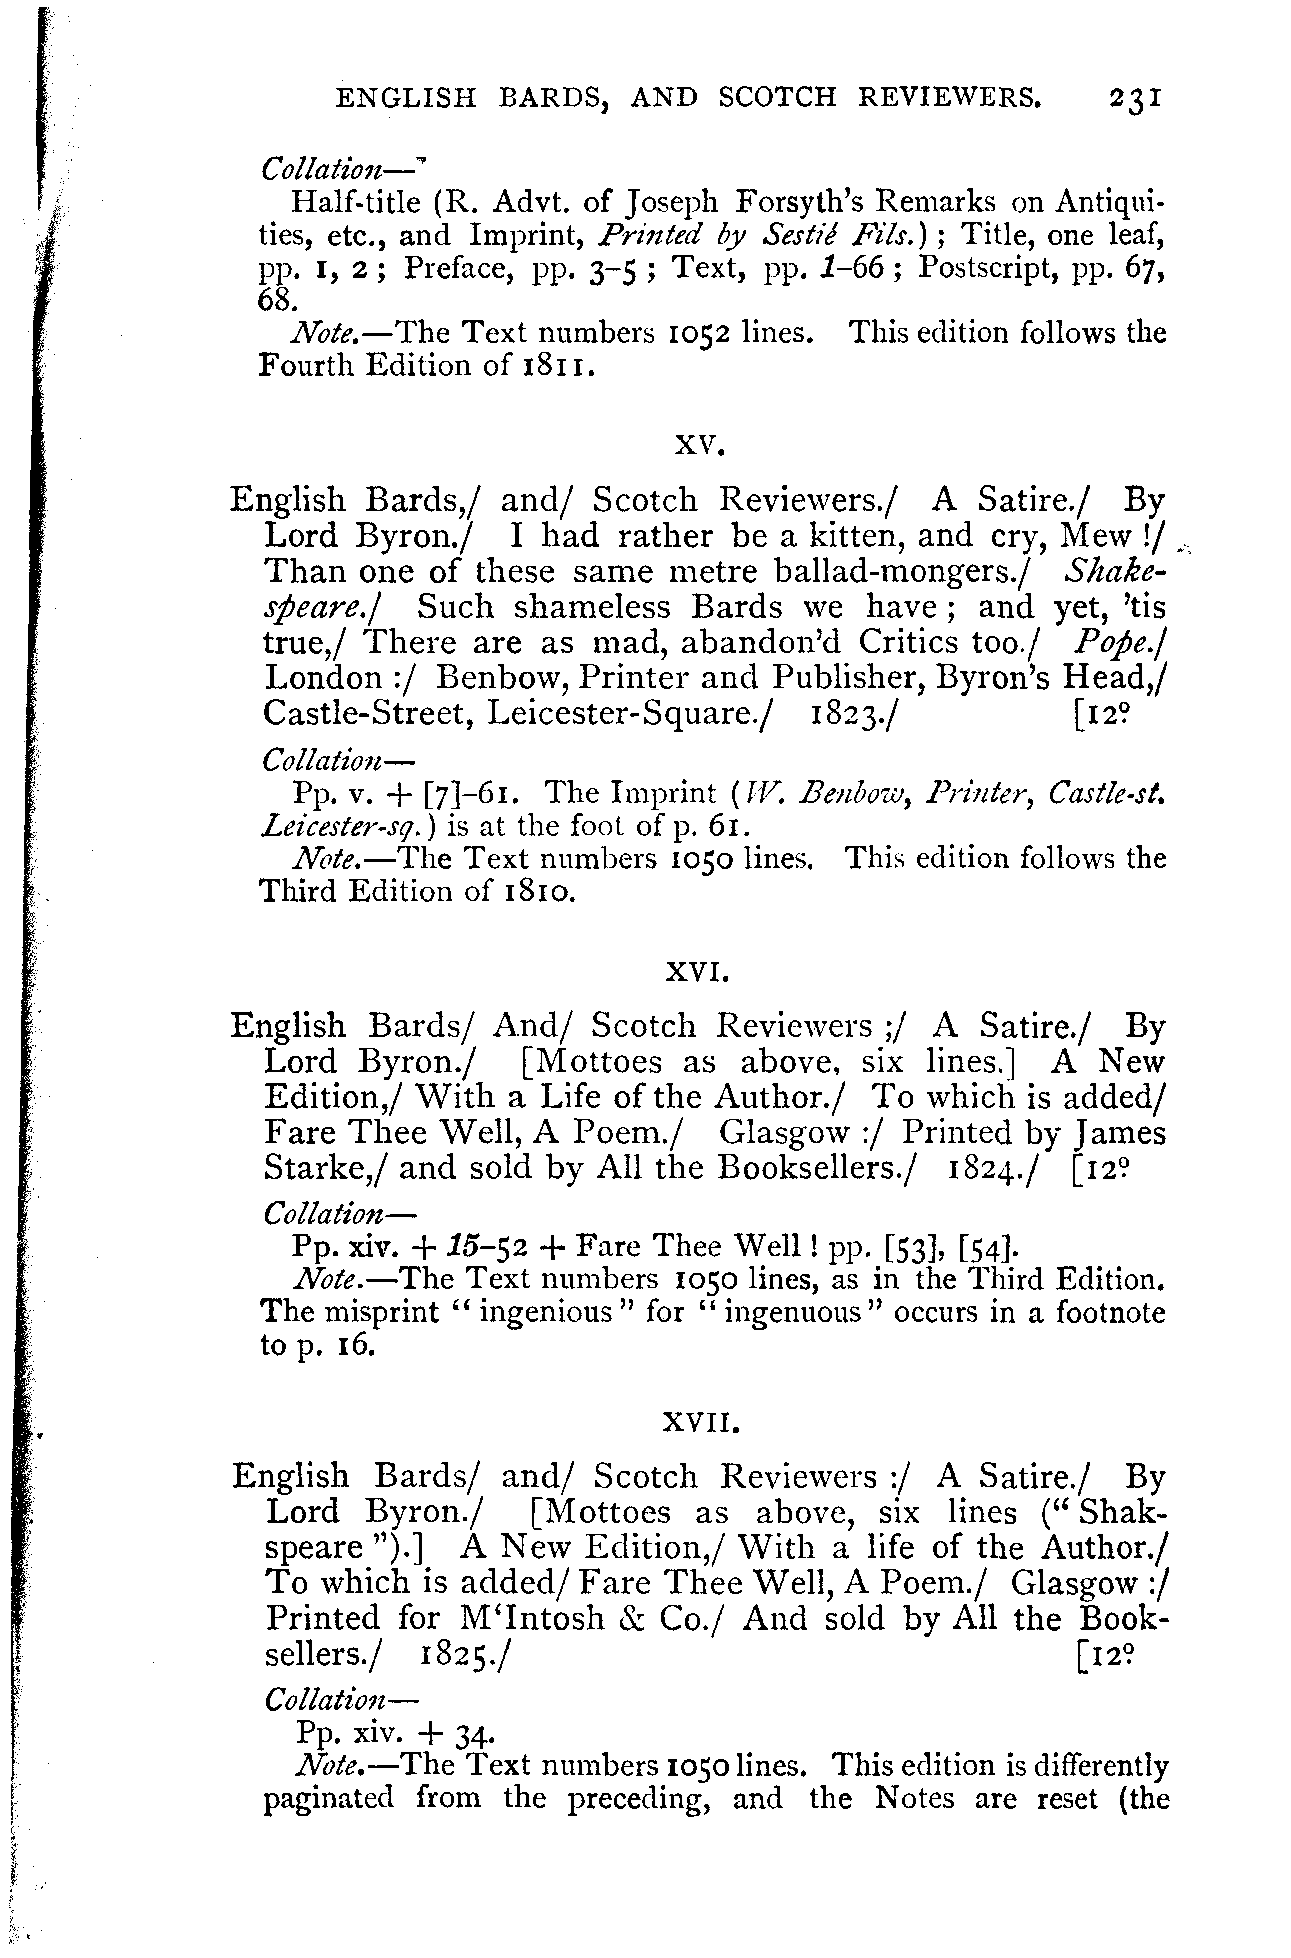 ENGLISH BARDS, AND SCOTCH REVIEWERS. 231
Collation—
Half-title (R. Advt. of Joseph Forsyth's Remarks on Antiqui-
ties, etc., and Imprint, Printed by Sestié Fils.) ; Title, one leaf,
pp. 1, 2 ; Preface, pp. 3-5 ; Text, pp. 1-66 ; Postscript, pp. 67,
68.
Note.—The Text numbers 1052 lines. This edition follows the
Fourth Edition of 1811.
XV.
English Bards,/ and/ Scotch Reviewers./ A Satire./ By
Lord Byron./ I had rather be a kitten, and cry, Mew !/
Than one of these same metre ballad-mongers./ Shake-
speare./ Such shameless Bards we have ; and yet, 'tis
true,/ There are as mad, abandon'd Critics too./ Pope./
London :/ Benbow, Printer and Publisher, Byron's Head,/
Castle-Street, Leicester-Square./ 1823./ [12º
Collation—
Pp. v. + [7]-61. The Imprint (W. Benbow, Printer, Castle-st.
Leicester-sq.) is at the foot of p. 61.
Note.—The Text numbers 1050 lines. This edition follows the
Third Edition of 1810.
XVI.
English Bards/ And/ Scotch Reviewers ;/ A Satire./ By
Lord Byron./ [Mottoes as above, six lines.] A New
Edition,/ With a Life of the Author./ To which is added/
Fare Thee Well, A Poem./ Glasgow :/ Printed by James
Starke,/ and sold by All the Booksellers./ 1824./ [12º
Collation—
Pp. xiv. + 15-52 + Fare Thee Well ! pp. [53], [54].
Note.—The Text numbers 1050 lines, as in the Third Edition.
The misprint "ingenious" for "ingenuous" occurs in a footnote
to p. 16.
XVII.
English Bards/ and/ Scotch Reviewers :/ A Satire./ By
Lord Byron./ [Mottoes as above, six lines ("Shak-
speare").] A New Edition,/ With a life of the Author./
To which is added/ Fare Thee Well, A Poem./ Glasgow :/
Printed for M'Intosh & Co./ And sold by All the Book-
sellers./ 1825./ [12º
Collation—
Pp. xiv. + 34.
Note.—The Text numbers 1050 lines. This edition is differently
paginated from the preceding, and the Notes are reset (the